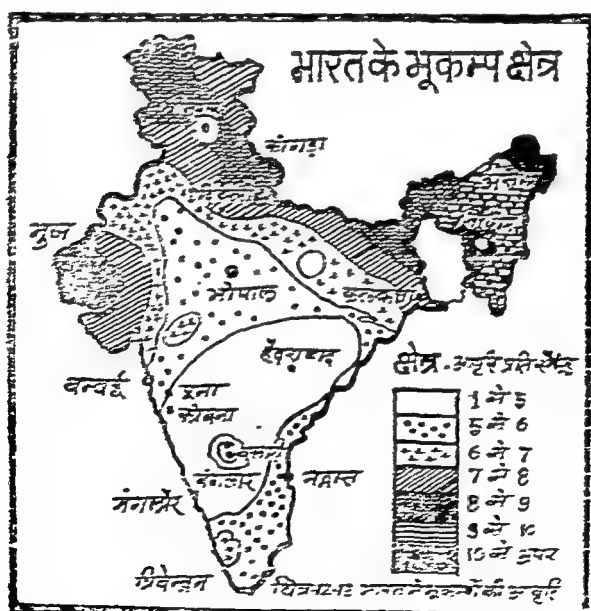 भारत के भूकम्प क्षेत्र
कांगड़ा
असम
भुज
भोपाल
कलकत्ता
हैदराबाद
बम्बई
पूना
कोयना
बंगलोर
मद्रास
मंगलोर
त्रिवेन्द्रम
क्षेत्र
1 से 5
5 से 6
6 से 7
7 से 8
8 से 9
9 से 10
10 से ऊपर